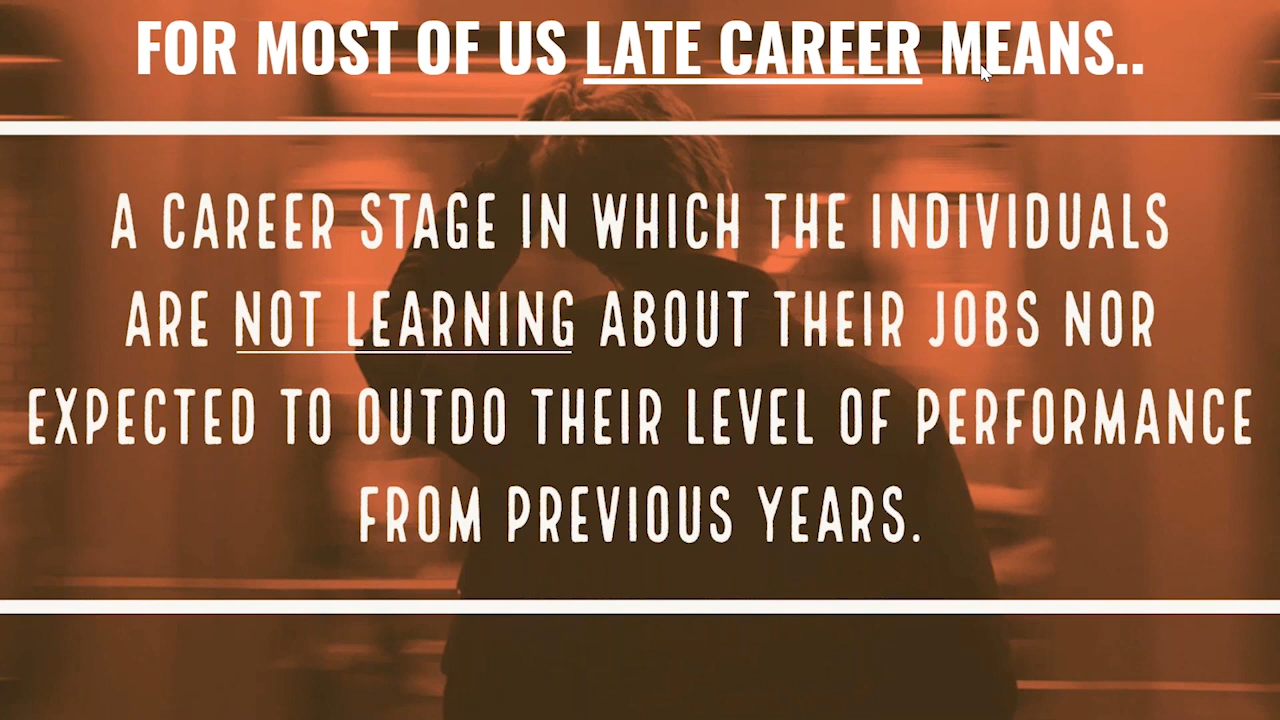 FOR MOST OF US LATE CAREER MEANS..
A CAREER STAGE IN WHICH THE INDIVIDUALS
ARE NOT LEARNING ABOUT THEIR JOBS NOR
EXPECTED TO OUTDO THEIR LEVEL OF PERFORMANCE
FROM PREVIOUS YEARS.